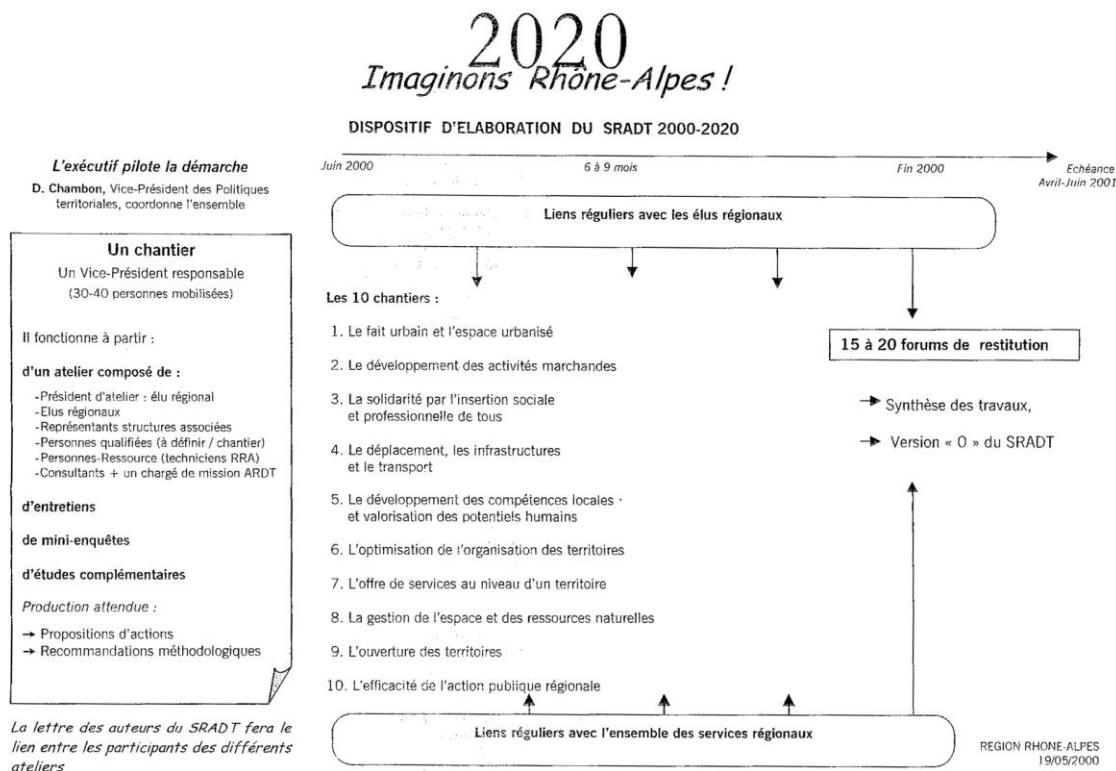 2020
Imaginons Rhône-Alpes !
DISPOSITIF D'ELABORATION DU SRADT 2000-2020
L'exécutif pilote la démarche
D. Chambon, Vice-Président des Politiques
territoriales, coordonne l'ensemble
Juin 2000
6 à 9 mois
Fin 2000
Echéance
Avril-Juin 2001
Un chantier
Un Vice-Président responsable
(30-40 personnes mobilisées)
Il fonctionne à partir :
d'un atelier composé de :
-Président d'atelier : élu régional
-Elus régionaux
-Représentants structures associées
-Personnes qualifiées (à définir / chantier)
-Personnes-Ressource (techniciens RRA)
-Consultants + un chargé de mission ARDT
d'entretiens
de mini-enquêtes
d'études complémentaires
Production attendue :
→ Propositions d'actions
→ Recommandations méthodologiques
La lettre des auteurs du SRADT fera le
lien entre les participants des différents
ateliers
Liens réguliers avec les élus régionaux
Les 10 chantiers :
1. Le fait urbain et l'espace urbanisé
2. Le développement des activités marchandes
3. La solidarité par l'insertion sociale
et professionnelle de tous
4. Le déplacement, les infrastructures
et le transport
5. Le développement des compétences locales
et valorisation des potentiels humains
6. L'optimisation de l'organisation des territoires
7. L'offre de services au niveau d'un territoire
8. La gestion de l'espace et des ressources naturelles
9. L'ouverture des territoires
10. L'efficacité de l'action publique régionale
15 à 20 forums de restitution
→ Synthèse des travaux,
→ Version « 0 » du SRADT
Liens réguliers avec l'ensemble des services régionaux
REGION RHONE-ALPES
19/05/2000